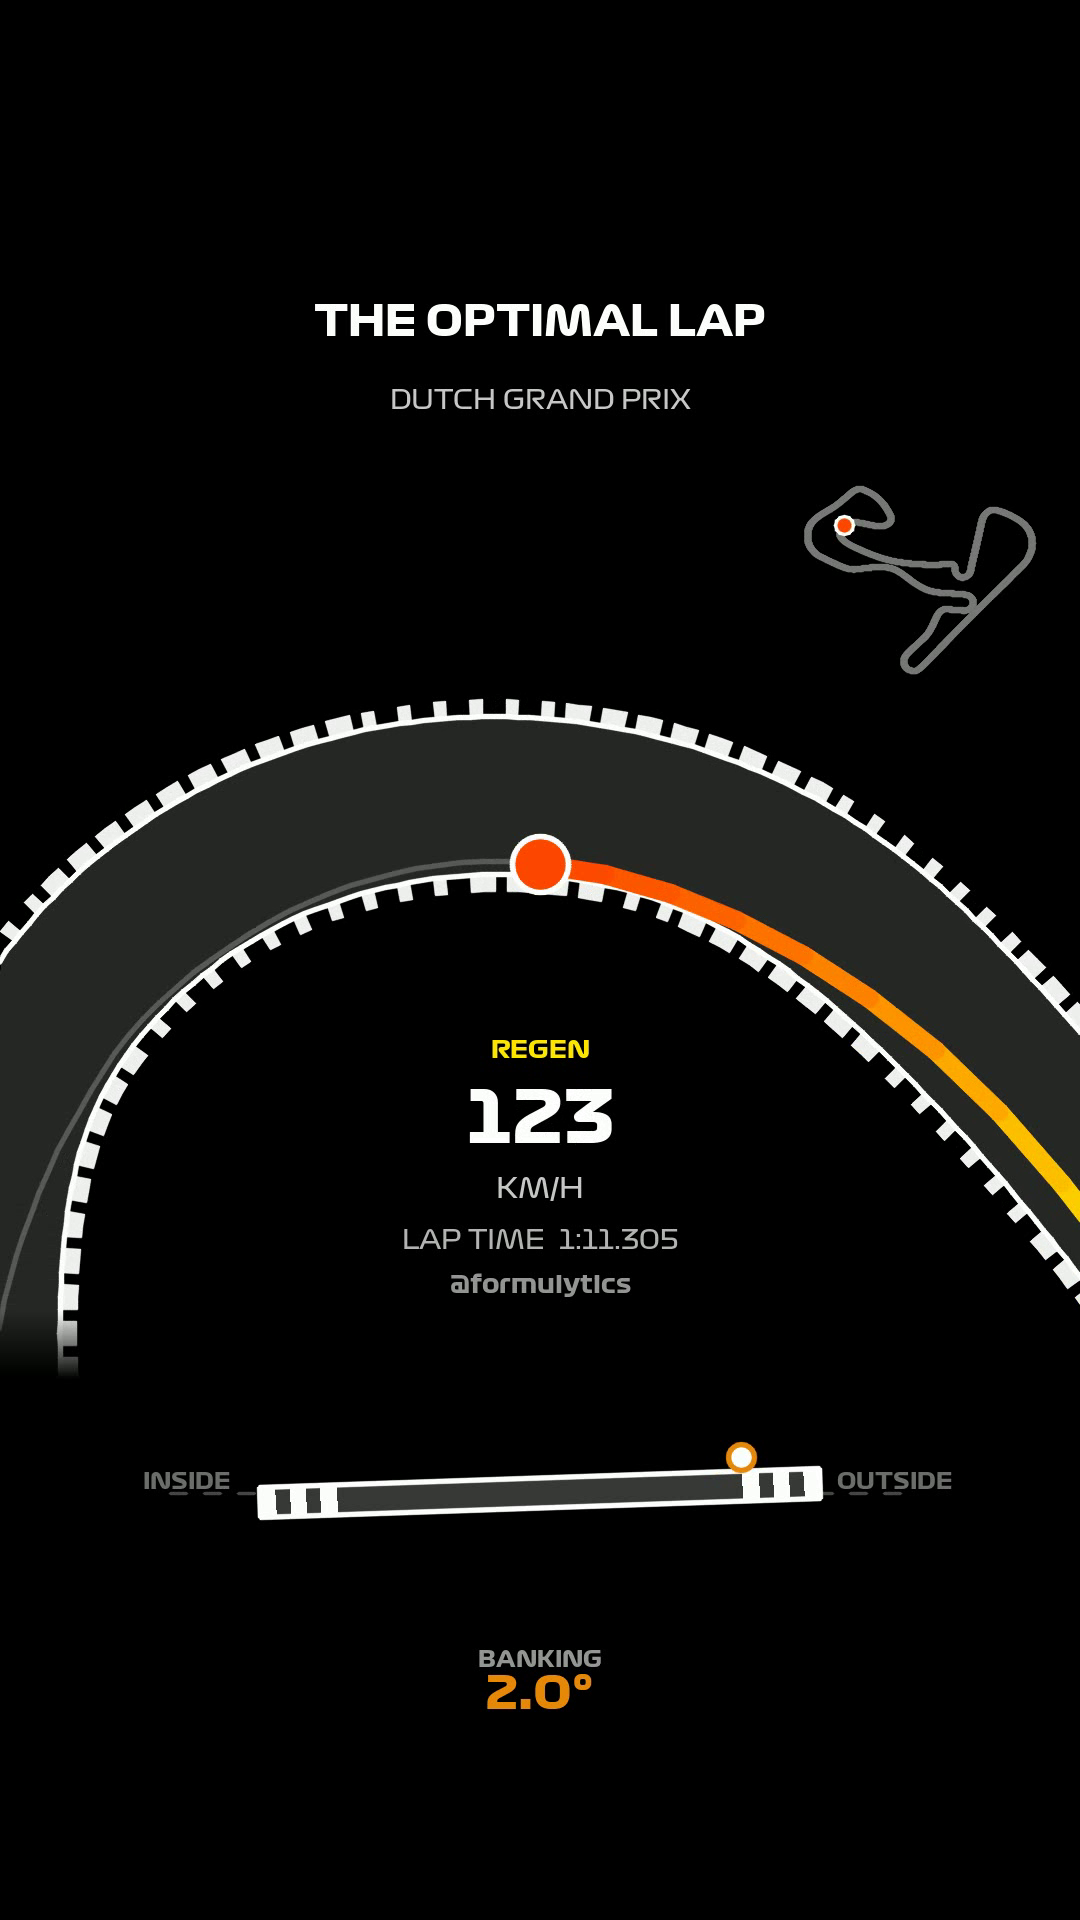 THE OPTIMAL LAP
DUTCH GRAND PRIX
REGEN
123
KM/H
LAP TIME 1:11.305
@formulytics
INSIDE
OUTSIDE
BANKING
2.0°